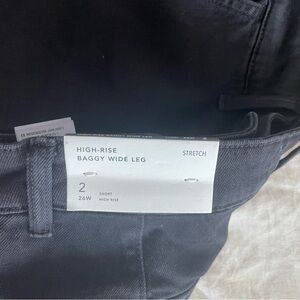 HIGH-RISE
BAGGY WIDE LEG
STRETCH
2
26W
SHORT
HIGH RISE